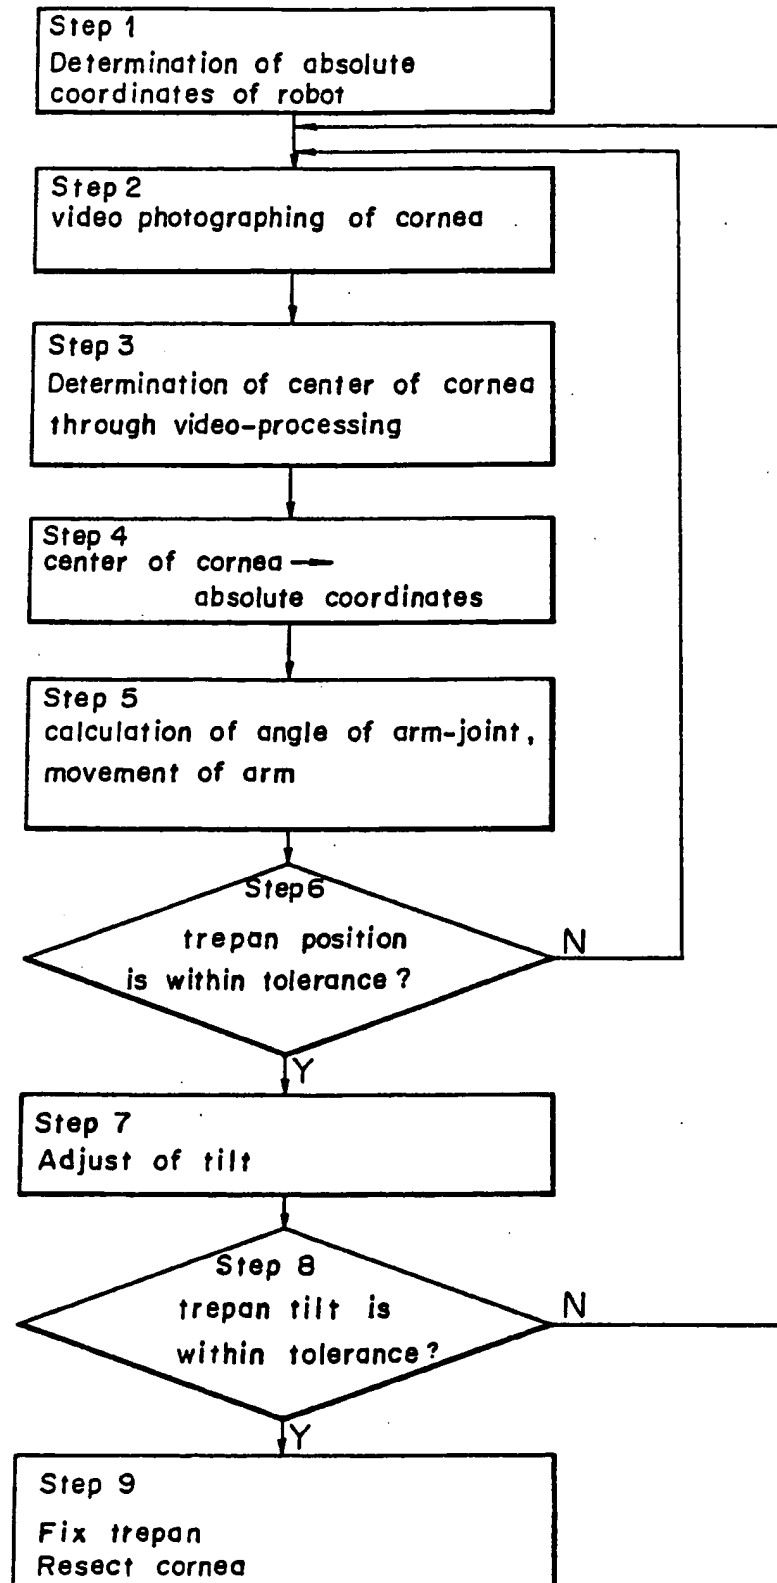 Step 1
Determination of absolute
coordinates of robot
Step 2
video photographing of cornea
Step 3
Determination of center of cornea
through video-processing
Step 4
center of cornea →
absolute coordinates
Step 5
calculation of angle of arm-joint,
movement of arm
Step 6
trepan position
is within tolerance?
N
Y
Step 7
Adjust of tilt
Step 8
trepan tilt is
within tolerance?
N
Y
Step 9
Fix trepan
Resect cornea